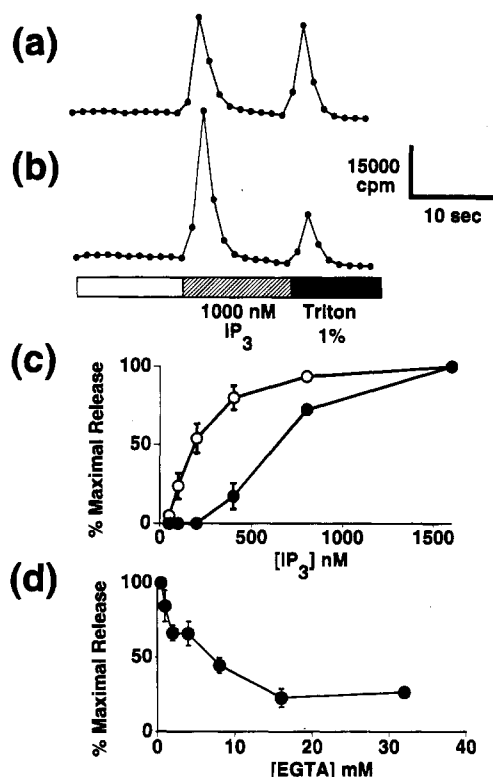 (a)
(b)
15000
cpm
10 sec
1000 nM
IP3
Triton
1%
(c)
% Maximal Release
100
50
0
0
500
1000
1500
[IP3] nM
(d)
% Maximal Release
100
50
0
0
10
20
30
40
[EGTA] mM